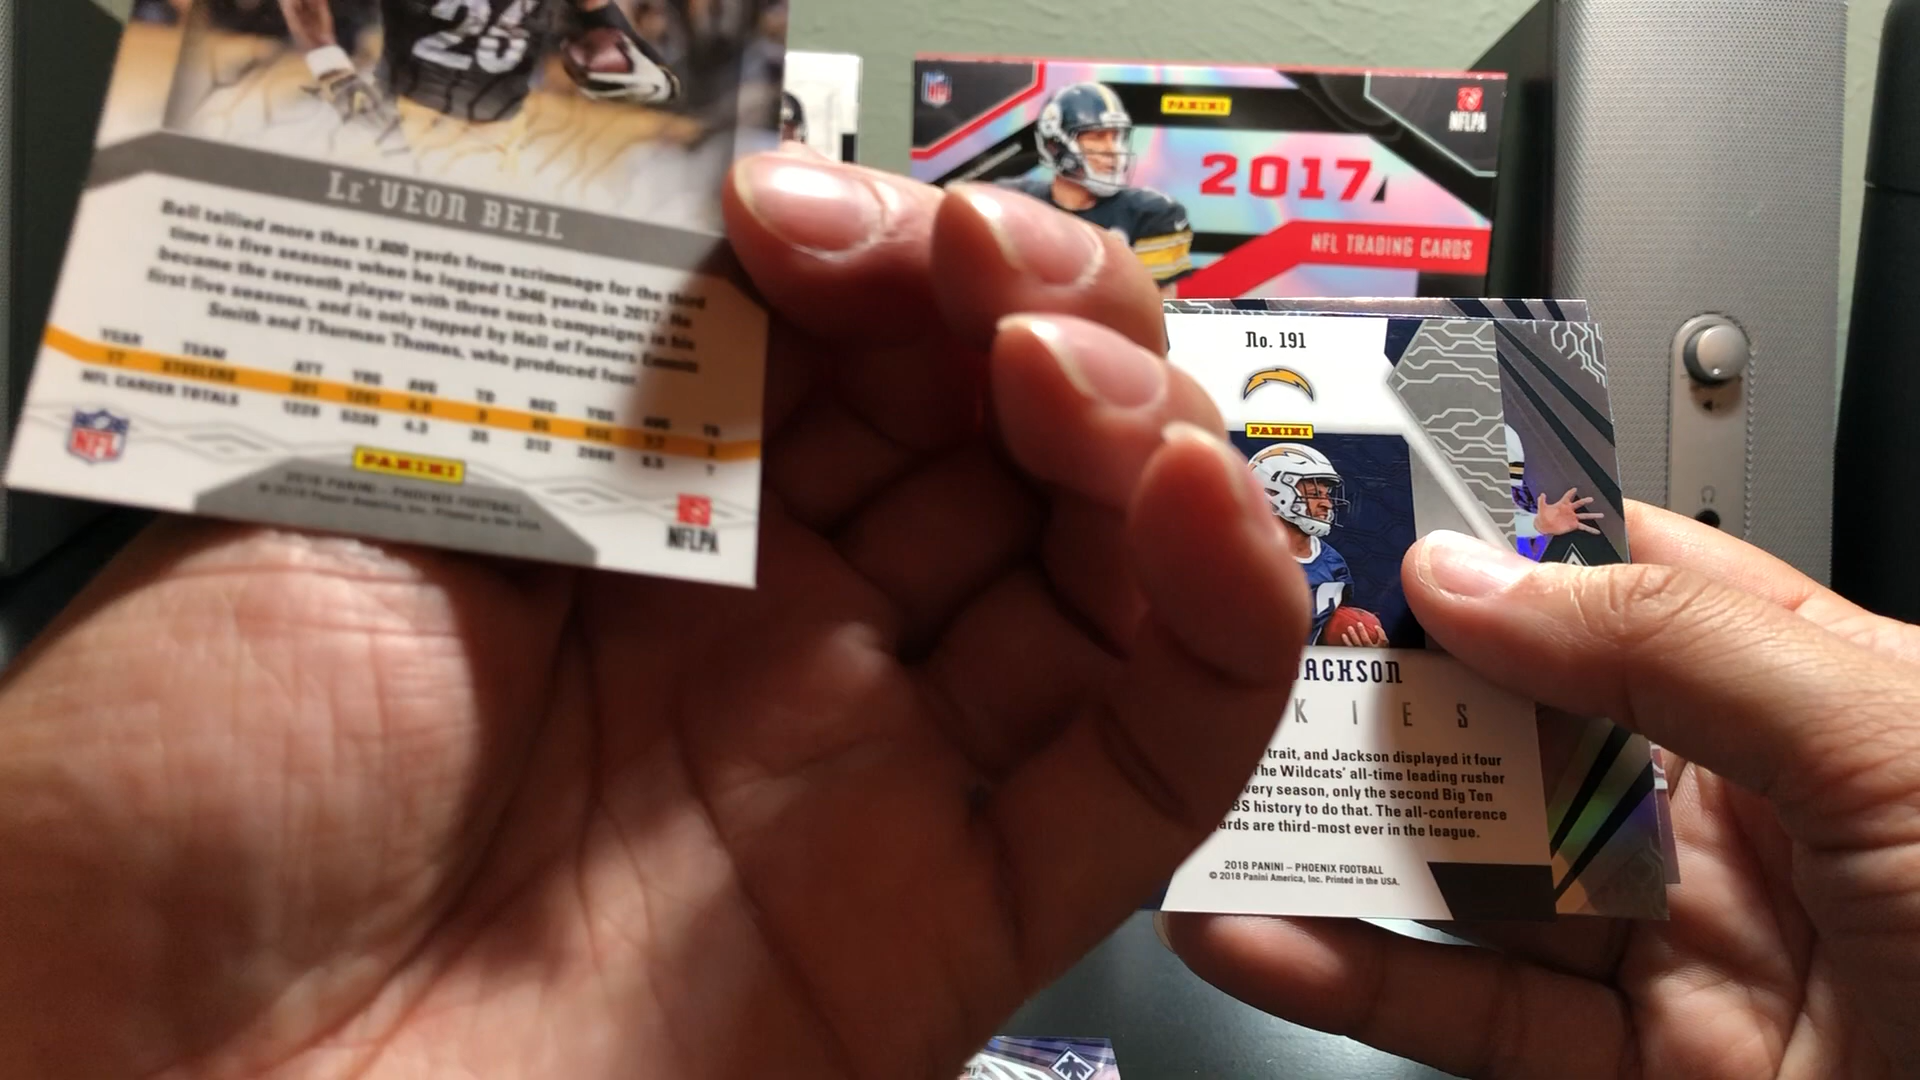 26
Le'Veon Bell
Bell tallied more than 1,800 yards from scrimmage for the third
time in five seasons when he logged 1,946 yards in 2017. He
became the seventh player with three such campaigns in his
first five seasons, and is only topped by Hall of Famers Emmitt
Smith and Thurman Thomas, who produced four.
YEAR TEAM ATT YDS AVG TD REC YDS AVG TD
17 STEELERS 321 1291 4.0 9 85 655
NFL CAREER TOTALS 1229 5336 4.3 35 312 2660 8.5 7
NFL
PANINI
2018 PANINI – PHOENIX FOOTBALL
© 2018 Panini America, Inc. Printed in the USA.
NFLPA
NFL
PANINI
NFLPA
2017
NFL TRADING CARDS
No. 191
PANINI
JACKSON
KIES
trait, and Jackson displayed it four
The Wildcats' all-time leading rusher
very season, only the second Big Ten
BS history to do that. The all-conference
ards are third-most ever in the league.
2018 PANINI – PHOENIX FOOTBALL
© 2018 Panini America, Inc. Printed in the USA.